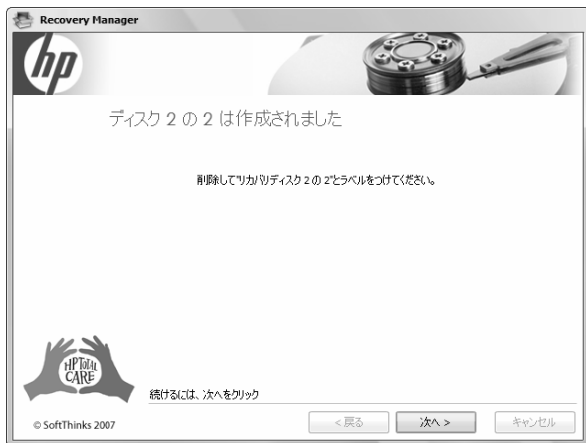 Recovery Manager
hp
ディスク 2 の 2 は作成されました
削除して"リカバリディスク 2 の 2"とラベルをつけてください。
HP TOTAL
CARE
続けるには、次へをクリック
© SoftThinks 2007
< 戻る
次へ >
キャンセル